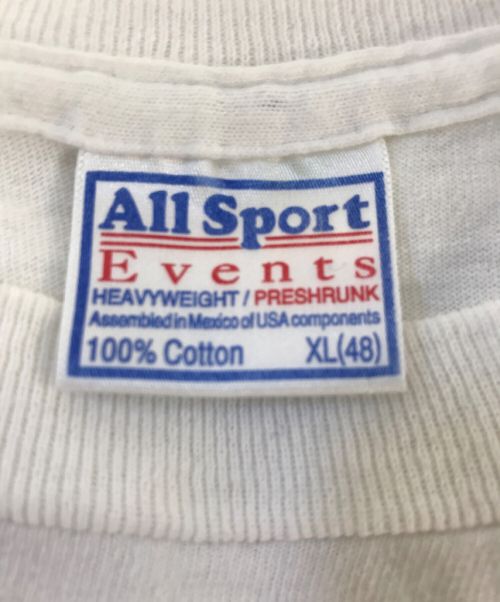 All Sport
Events
HEAVYWEIGHT / PRESHRUNK
Assembled in Mexico of USA components
100% Cotton XL(48)